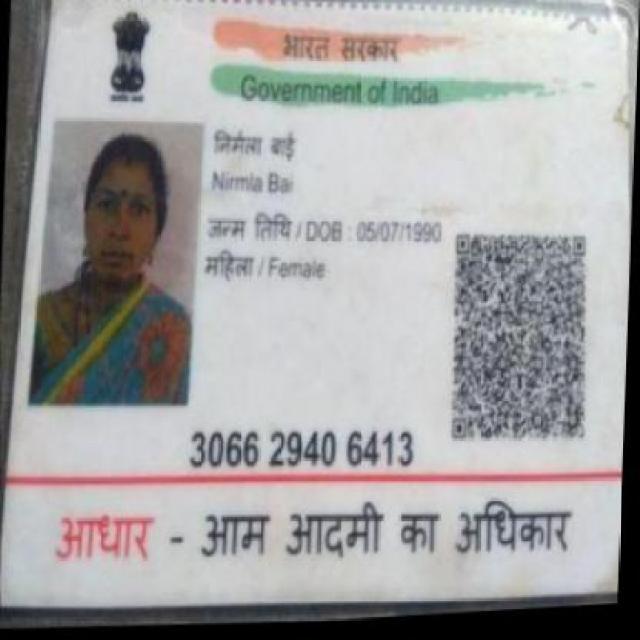 भारत सरकार
Government of India
निर्मला बाई
Nirmla Bai
जन्म तिथि / DOB : 05/07/1990
महिला / Female
3066 2940 6413
आधार - आम आदमी का अधिकार